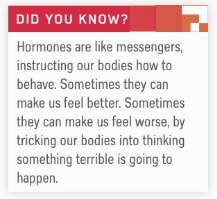 DID YOU KNOW?
Hormones are like messengers,
instructing our bodies how to
behave. Sometimes they can
make us feel better. Sometimes
they can make us feel worse, by
tricking our bodies into thinking
something terrible is going to
happen.